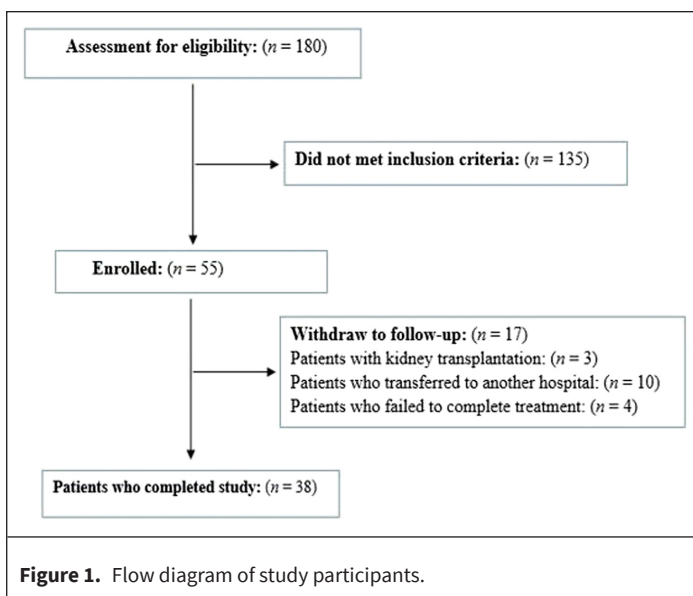 Assessment for eligibility: (n = 180)
Did not met inclusion criteria: (n = 135)
Enrolled: (n = 55)
Withdraw to follow-up: (n = 17)
Patients with kidney transplantation: (n = 3)
Patients who transferred to another hospital: (n = 10)
Patients who failed to complete treatment: (n = 4)
Patients who completed study: (n = 38)
Figure 1. Flow diagram of study participants.